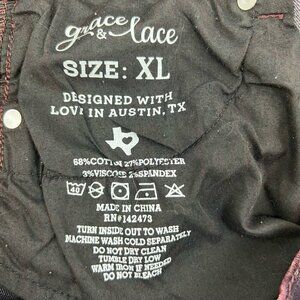 grace
& lace
SIZE: XL
DESIGNED WITH
LOVE IN AUSTIN, TX
68%COTTON 27%POLYESTER
3%VISCOSE 2%SPANDEX
40
MADE IN CHINA
RN#142473
TURN INSIDE OUT TO WASH
MACHINE WASH COLD SEPARATELY
DO NOT DRY CLEAN
TUMBLE DRY LOW
WARM IRON IF NEEDED
DO NOT BLEACH